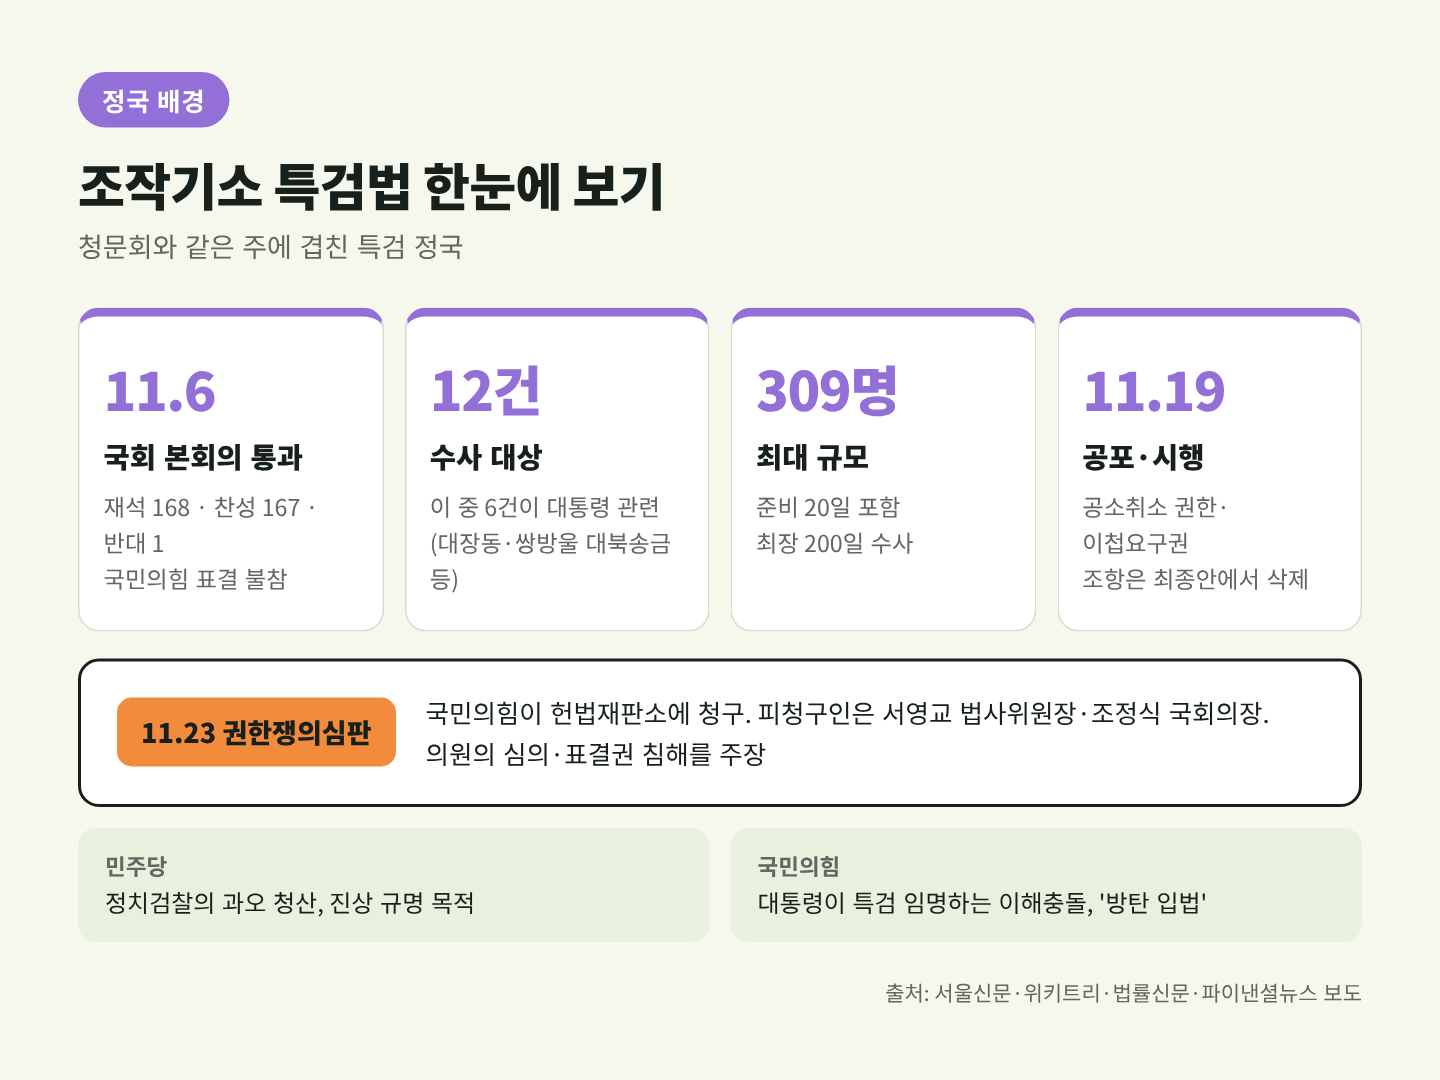 정국 배경
조작기소 특검법 한눈에 보기
청문회와 같은 주에 겹친 특검 정국
11.6
국회 본회의 통과
재석 168 · 찬성 167 ·
반대 1
국민의힘 표결 불참
12건
수사 대상
이 중 6건이 대통령 관련
(대장동·쌍방울 대북송금
등)
309명
최대 규모
준비 20일 포함
최장 200일 수사
11.19
공포·시행
공소취소 권한·
이첩요구권
조항은 최종안에서 삭제
11.23 권한쟁의심판
국민의힘이 헌법재판소에 청구. 피청구인은 서영교 법사위원장·조정식 국회의장.
의원의 심의·표결권 침해를 주장
민주당
정치검찰의 과오 청산, 진상 규명 목적
국민의힘
대통령이 특검 임명하는 이해충돌, '방탄 입법'
출처: 서울신문·위키트리·법률신문·파이낸셜뉴스 보도